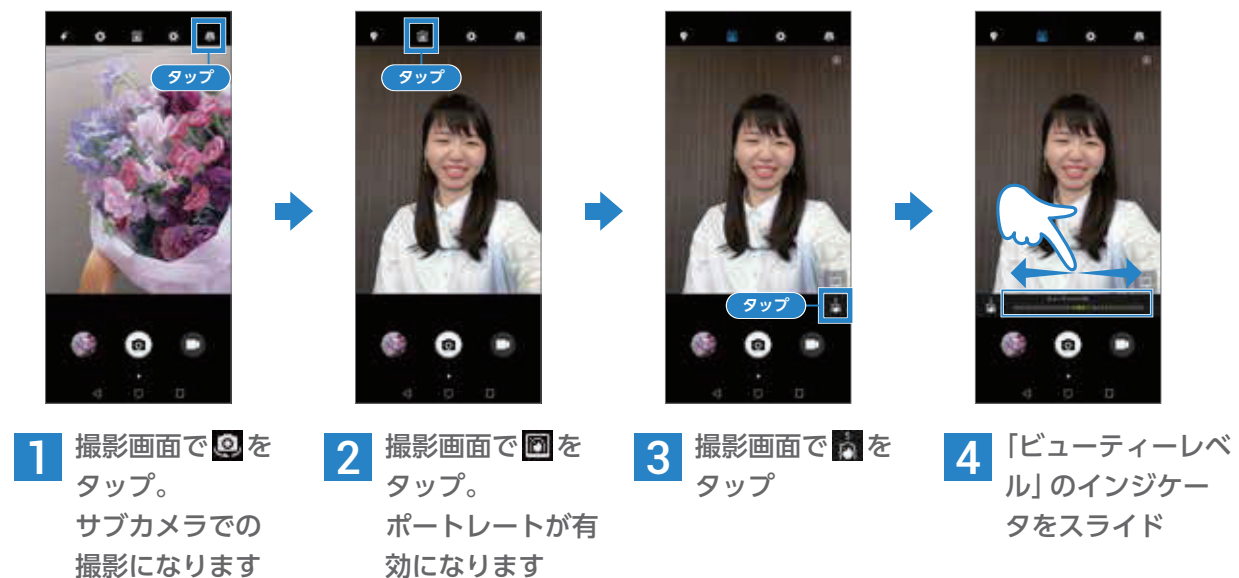 タップ
タップ
タップ
1
撮影画面で を
タップ。
サブカメラでの
撮影になります
2
撮影画面で を
タップ。
ポートレートが有
効になります
3
撮影画面で を
タップ
4
「ビューティーレベ
ル」のインジケー
タをスライド